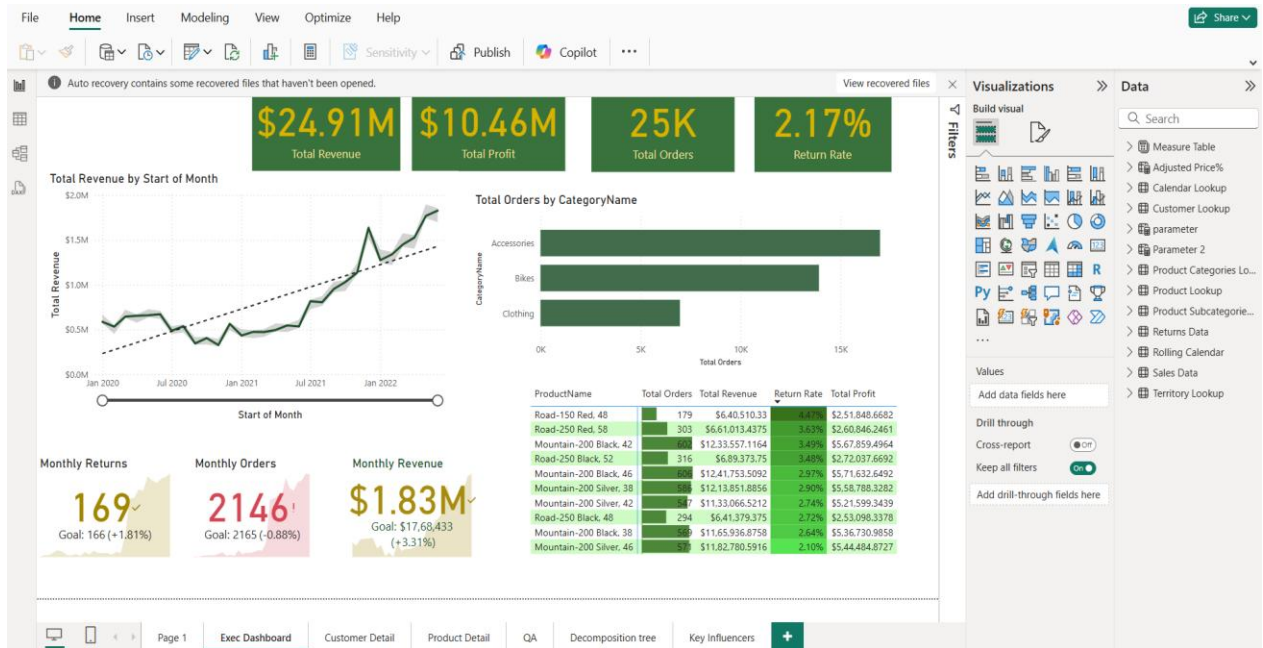 File Home Insert Modeling View Optimize Help Share
Sensitivity Publish Copilot ...
Auto recovery contains some recovered files that haven't been opened. View recovered files
$24.91M
Total Revenue
$10.46M
Total Profit
25K
Total Orders
2.17%
Return Rate
Total Revenue by Start of Month
Total Revenue
$2.0M
$1.5M
$1.0M
$0.5M
$0.0M
Jan 2020 Jul 2020 Jan 2021 Jul 2021 Jan 2022
Start of Month
Total Orders by CategoryName
CategoryName
Accessories
Bikes
Clothing
0K 5K 10K 15K
Total Orders
Monthly Returns
169
Goal: 166 (+1.81%)
Monthly Orders
2146!
Goal: 2165 (-0.88%)
Monthly Revenue
$1.83M
Goal: $17,68,433
(+3.31%)
ProductName Total Orders Total Revenue Return Rate Total Profit
Road-150 Red, 48 179 $6,40,510.33 4.47% $2,51,848.6682
Road-250 Red, 58 303 $6,61,013.4375 3.63% $2,60,846.2461
Mountain-200 Black, 42 602 $12,33,557.1164 3.49% $5,67,859.4964
Road-250 Black, 52 316 $6,89,373.75 3.48% $2,72,037.6692
Mountain-200 Black, 46 606 $12,41,753.5092 2.97% $5,71,632.6492
Mountain-200 Silver, 38 586 $12,13,851.8856 2.90% $5,58,788.3282
Mountain-200 Silver, 42 547 $11,33,066.5212 2.74% $5,21,599.3439
Road-250 Black, 48 294 $6,41,379.375 2.72% $2,53,098.3378
Mountain-200 Black, 38 569 $11,65,936.8758 2.64% $5,36,730.9858
Mountain-200 Silver, 46 571 $11,82,780.5916 2.10% $5,44,484.8727
Filters
Visualizations
Build visual
123
R
Py
...
Values
Add data fields here
Drill through
Cross-report Off
Keep all filters On
Add drill-through fields here
Data
Search
Measure Table
Adjusted Price%
Calendar Lookup
Customer Lookup
parameter
Parameter 2
Product Categories Lo...
Product Lookup
Product Subcategorie...
Returns Data
Rolling Calendar
Sales Data
Territory Lookup
Page 1 Exec Dashboard Customer Detail Product Detail QA Decomposition tree Key Influencers +